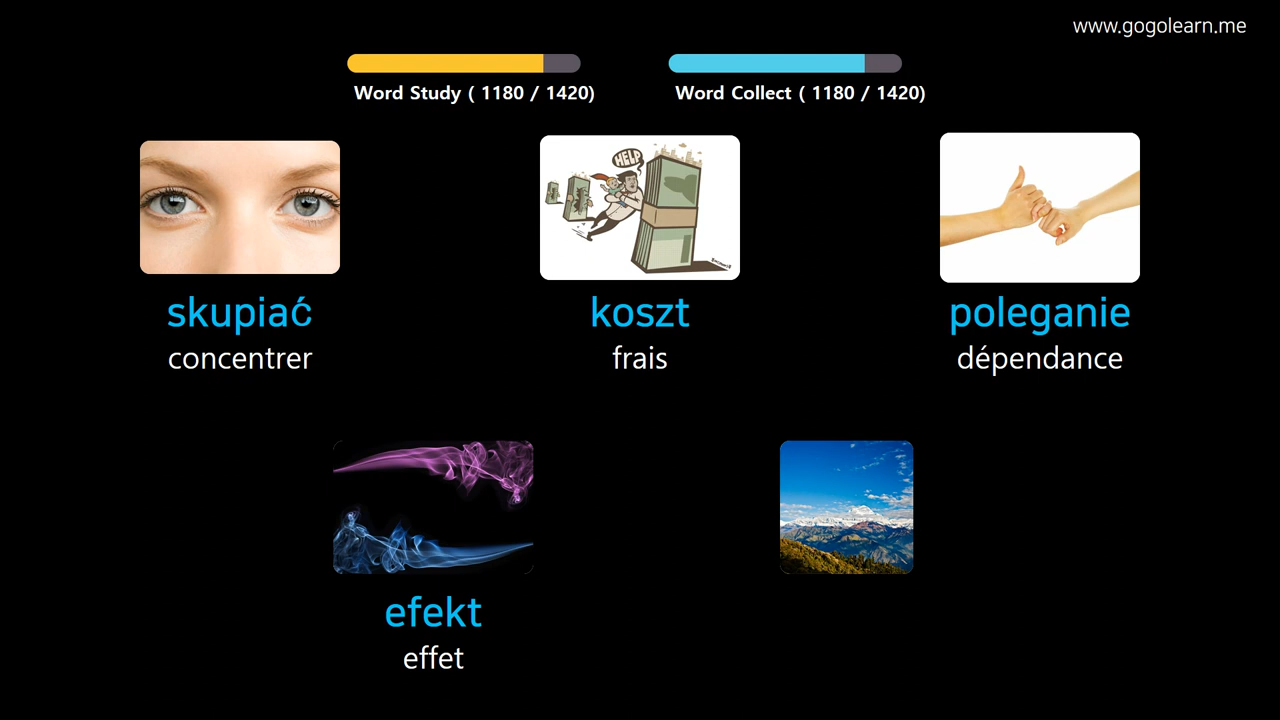 www.gogolearn.me
Word Study ( 1180 / 1420)
Word Collect ( 1180 / 1420)
HELP
skupiać
concentrer
koszt
frais
poleganie
dépendance
efekt
effet